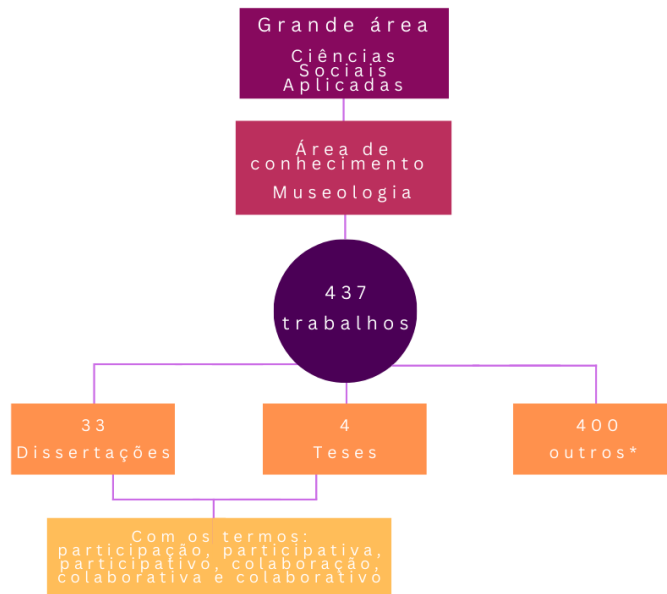 Grande área
Ciências
Sociais
Aplicadas
Área de
conhecimento
Museologia
437
trabalhos
33
Dissertações
4
Teses
400
outros*
Com os termos:
participação, participativa,
participativo, colaboração,
colaborativa e colaborativo